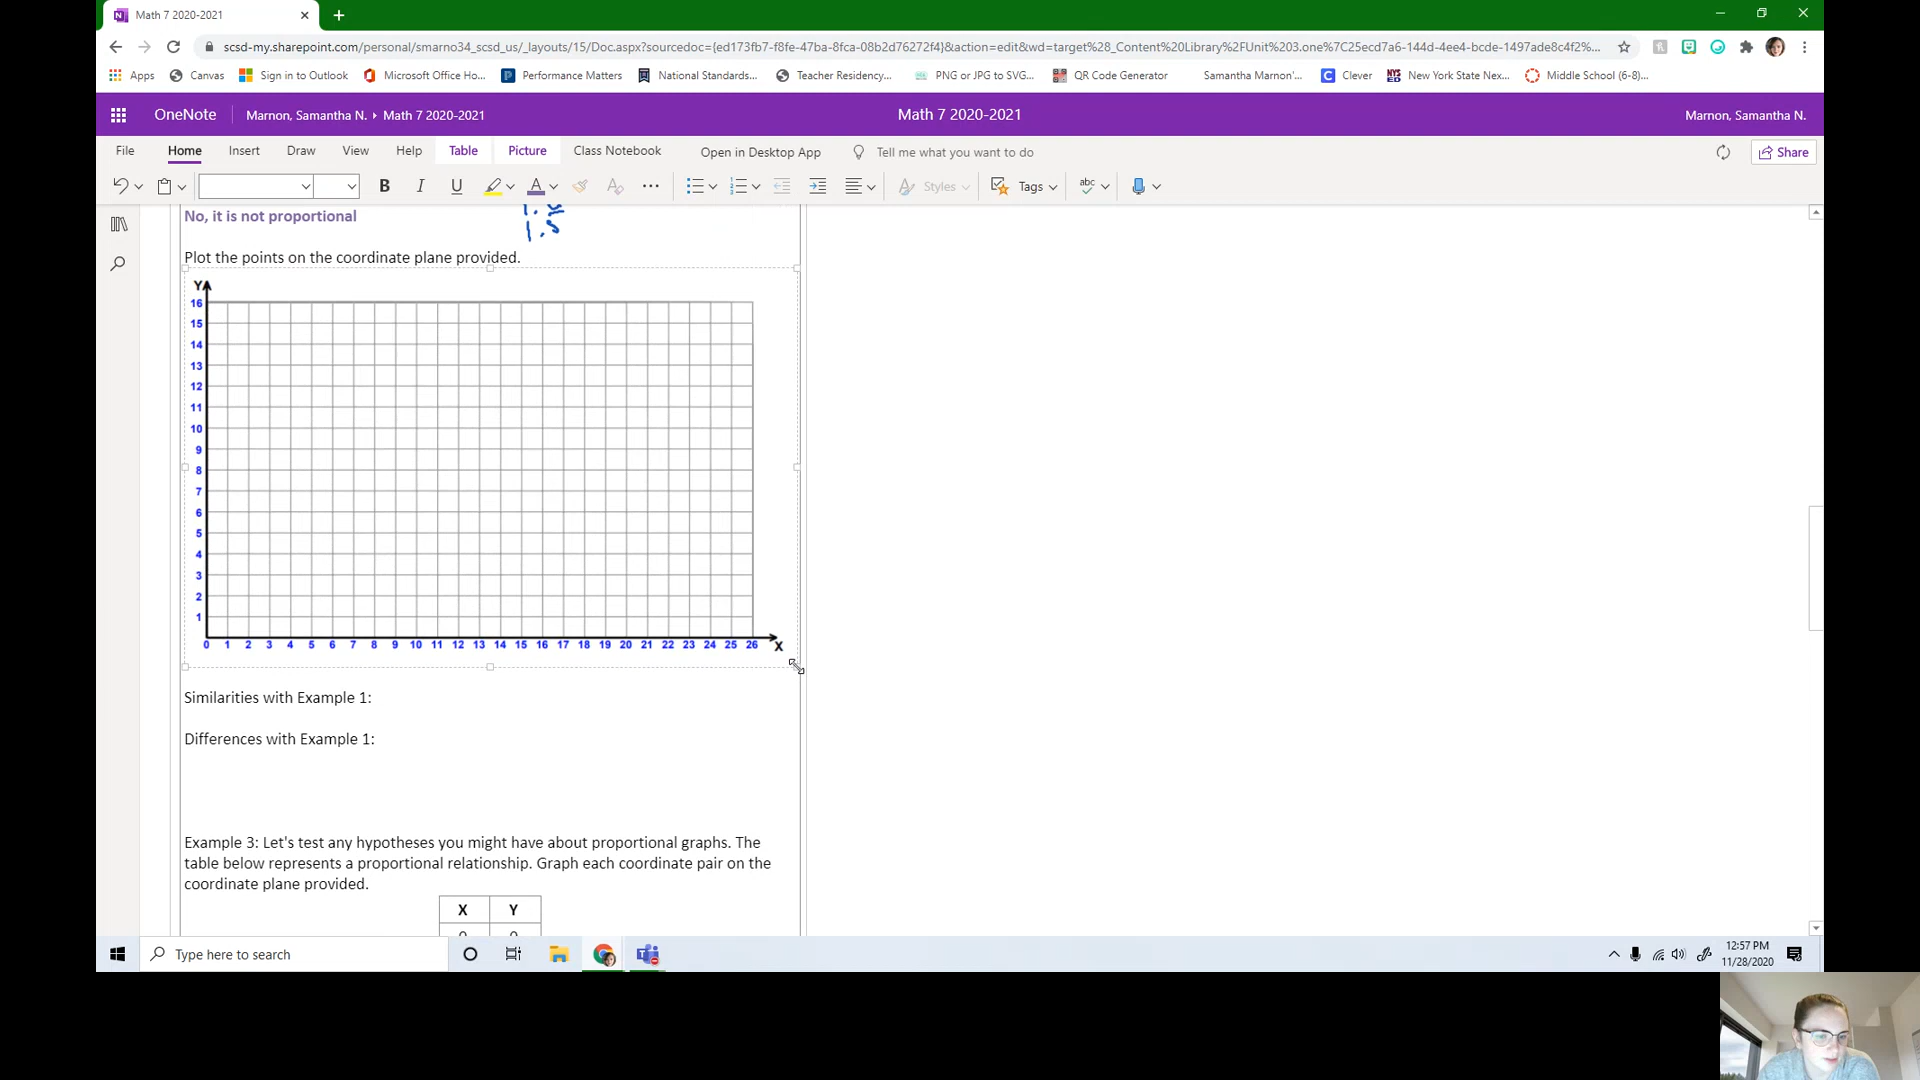 Math 7 2020-2021
scsd-my.sharepoint.com/personal/smarno34_scsd_us/_layouts/15/Doc.aspx?sourcedoc={ed173fb7-f8fe-47ba-8fca-08b2d76272f4}&action=edit&wd=target%28_Content%20Library%2FUnit%203.one%7C25ecd7a6-144d-4ee4-bcde-1497ade8c4f2%...
Apps Canvas Sign in to Outlook Microsoft Office Ho... Performance Matters National Standards... Teacher Residency... PNG or JPG to SVG... QR Code Generator Samantha Marnon'... Clever New York State Nex... Middle School (6-8)...
OneNote Marnon, Samantha N. Math 7 2020-2021 Math 7 2020-2021 Marnon, Samantha N.
File Home Insert Draw View Help Table Picture Class Notebook Open in Desktop App Tell me what you want to do Share
B I U A Styles Tags abc
No, it is not proportional
1.5
Plot the points on the coordinate plane provided.
Y
16
15
14
13
12
11
10
9
8
7
6
5
4
3
2
1
0 1 2 3 4 5 6 7 8 9 10 11 12 13 14 15 16 17 18 19 20 21 22 23 24 25 26 X
Similarities with Example 1:
Differences with Example 1:
Example 3: Let's test any hypotheses you might have about proportional graphs. The
table below represents a proportional relationship. Graph each coordinate pair on the
coordinate plane provided.
X Y
0 0
Type here to search
12:57 PM
11/28/2020